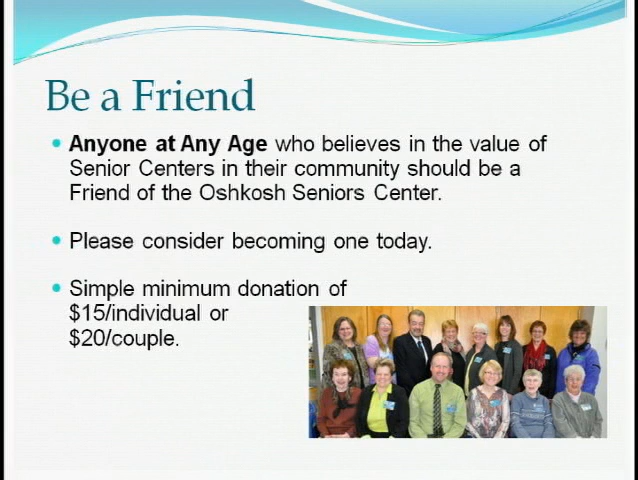 Be a Friend
Anyone at Any Age who believes in the value of
Senior Centers in their community should be a
Friend of the Oshkosh Seniors Center.
Please consider becoming one today.
Simple minimum donation of
$15/individual or
$20/couple.